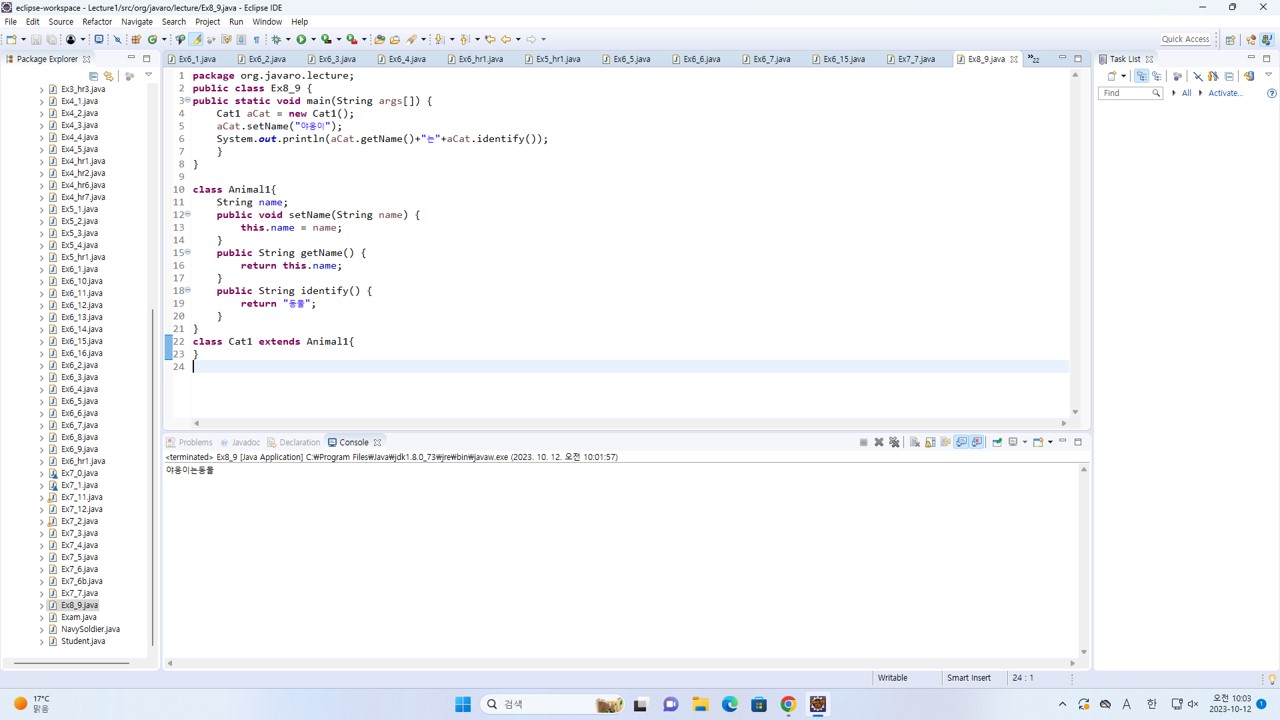 eclipse-workspace - Lecture1/src/org/javaro/lecture/Ex8_9.java - Eclipse IDE
File Edit Source Refactor Navigate Search Project Run Window Help
Quick Access
Package Explorer
Ex6_1.java Ex6_2.java Ex6_3.java Ex6_4.java Ex6_hr1.java Ex5_hr1.java Ex6_5.java Ex6_6.java Ex6_7.java Ex6_15.java Ex7_7.java Ex8_9.java »22
Task List
Find All Activate...
Ex3_hr3.java
Ex4_1.java
Ex4_2.java
Ex4_3.java
Ex4_4.java
Ex4_5.java
Ex4_hr1.java
Ex4_hr2.java
Ex4_hr6.java
Ex4_hr7.java
Ex5_1.java
Ex5_2.java
Ex5_3.java
Ex5_4.java
Ex5_hr1.java
Ex6_1.java
Ex6_10.java
Ex6_11.java
Ex6_12.java
Ex6_13.java
Ex6_14.java
Ex6_15.java
Ex6_16.java
Ex6_2.java
Ex6_3.java
Ex6_4.java
Ex6_5.java
Ex6_6.java
Ex6_7.java
Ex6_8.java
Ex6_9.java
Ex6_hr1.java
Ex7_0.java
Ex7_1.java
Ex7_11.java
Ex7_12.java
Ex7_2.java
Ex7_3.java
Ex7_4.java
Ex7_5.java
Ex7_6.java
Ex7_6b.java
Ex7_7.java
Ex8_9.java
Exam.java
NavySoldier.java
Student.java
1 package org.javaro.lecture;
2 public class Ex8_9 {
3 public static void main(String args[]) {
4 Cat1 aCat = new Cat1();
5 aCat.setName("야옹이");
6 System.out.println(aCat.getName()+"는"+aCat.identify());
7 }
8 }
9
10 class Animal1{
11 String name;
12 public void setName(String name) {
13 this.name = name;
14 }
15 public String getName() {
16 return this.name;
17 }
18 public String identify() {
19 return "동물";
20 }
21 }
22 class Cat1 extends Animal1{
23 }
24
Problems Javadoc Declaration Console
<terminated> Ex8_9 [Java Application] C:₩Program Files₩Java₩jdk1.8.0_73₩jre₩bin₩javaw.exe (2023. 10. 12. 오전 10:01:57)
야옹이는동물
Writable Smart Insert 24 : 1
17°C
맑음
검색
A 한
오전 10:03
2023-10-12
1